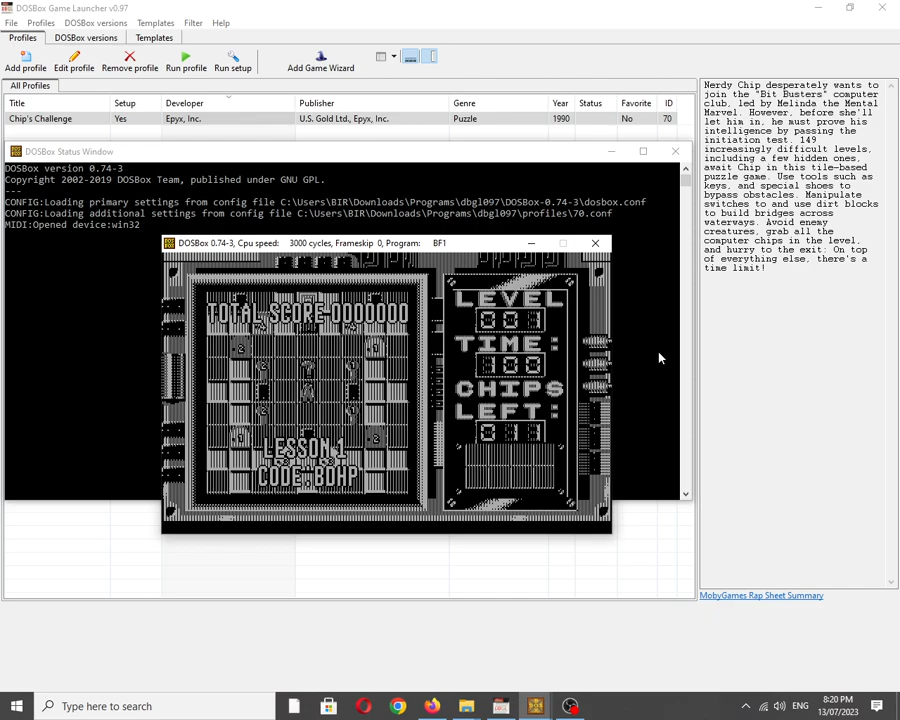 DOSBox Game Launcher v0.97
File Profiles DOSBox versions Templates Filter Help
Profiles DOSBox versions Templates
Add profile Edit profile Remove profile Run profile Run setup Add Game Wizard
All Profiles
Title Setup Developer Publisher Genre Year Status Favorite ID
Chip's Challenge Yes Epyx, Inc. U.S. Gold Ltd., Epyx, Inc. Puzzle 1990 No 70
DOSBox Status Window
DOSBox version 0.74-3
Copyright 2002-2019 DOSBox Team, published under GNU GPL.
---
CONFIG:Loading primary settings from config file C:\Users\BIR\Downloads\Programs\dbgl097\DOSBox-0.74-3\dosbox.conf
CONFIG:Loading additional settings from config file C:\Users\BIR\Downloads\Programs\dbgl097\profiles\70.conf
MIDI:Opened device:win32
DOSBox 0.74-3, Cpu speed: 3000 cycles, Frameskip 0, Program: BF1
TOTAL SCORE 0000000
LESSON 1
CODE:BDHP
LEVEL
001
TIME:
100
CHIPS
LEFT:
011
Nerdy Chip desperately wants to
join the "Bit Busters" computer
club, led by Melinda the Mental
Marvel. However, before she'll
let him in, he must prove his
intelligence by passing the
initiation test. 149
increasingly difficult levels,
including a few hidden ones,
await Chip in this tile-based
puzzle game. Use tools such as
keys, and special shoes to
bypass obstacles. Manipulate
switches to and use dirt blocks
to build bridges across
waterways. Avoid enemy
creatures, grab all the
computer chips in the level,
and hurry to the exit: On top
of everything else, there's a
time limit!
MobyGames Rap Sheet Summary
Type here to search
ENG
8:20 PM
13/07/2023